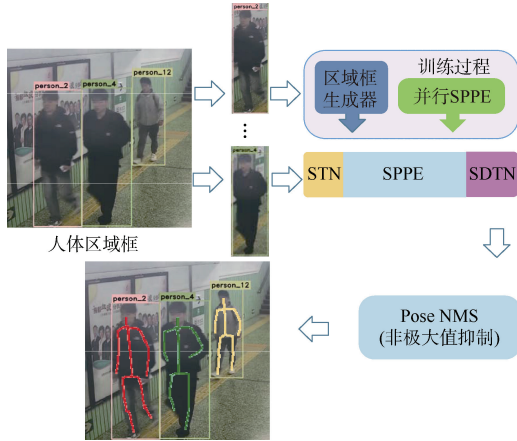 person_2
person_4
person_12
人体区域框
person_2
...
person_4
训练过程
区域框
生成器
并行SPPE
STN
SPPE
SDTN
Pose NMS
(非极大值抑制)
person_2
person_4
person_12